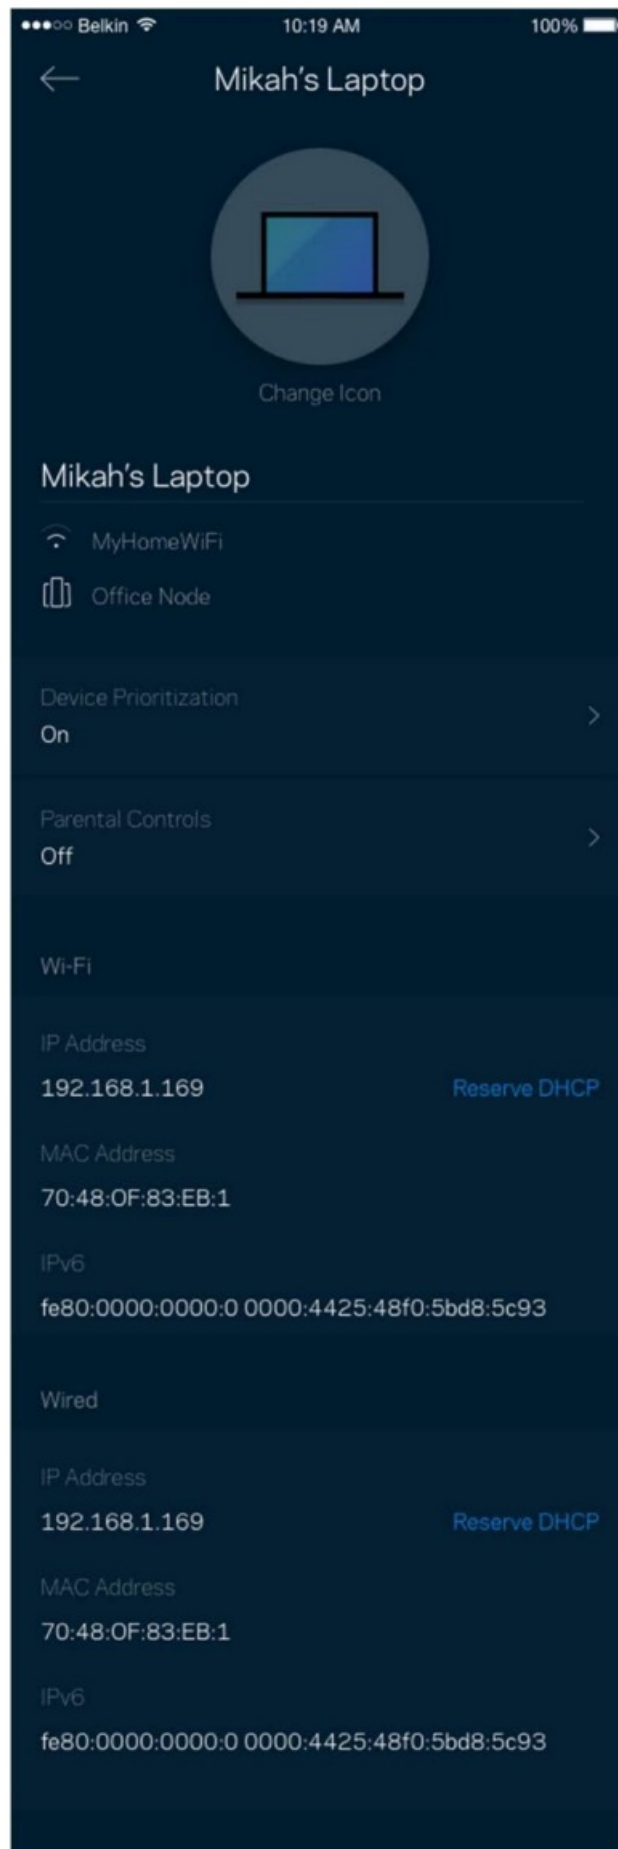 Belkin 10:19 AM 100%
Mikah's Laptop
Change Icon
Mikah's Laptop
MyHomeWiFi
Office Node
Device Prioritization
On
Parental Controls
Off
Wi-Fi
IP Address
192.168.1.169 Reserve DHCP
MAC Address
70:48:0F:83:EB:1
IPv6
fe80:0000:0000:0 0000:4425:48f0:5bd8:5c93
Wired
IP Address
192.168.1.169 Reserve DHCP
MAC Address
70:48:0F:83:EB:1
IPv6
fe80:0000:0000:0 0000:4425:48f0:5bd8:5c93